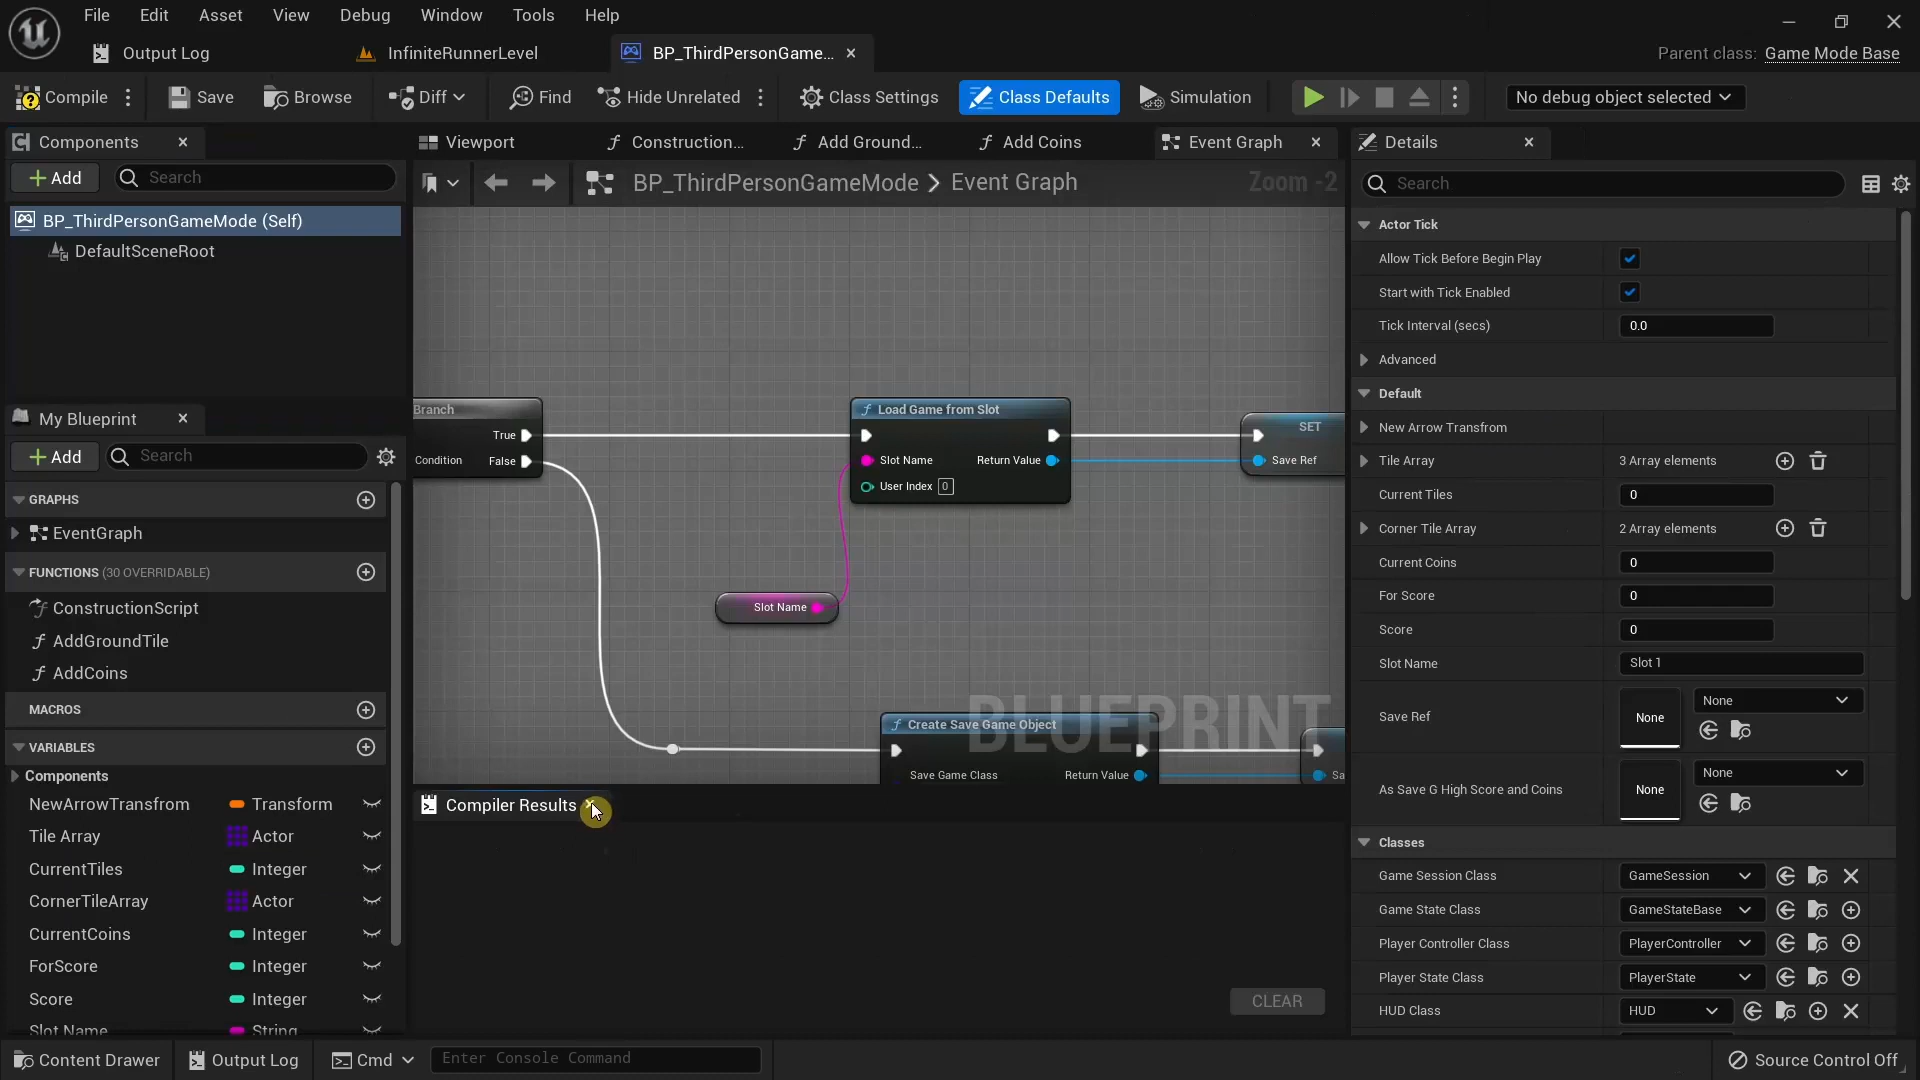 File Edit Asset View Debug Window Tools Help
Output Log InfiniteRunnerLevel BP_ThirdPersonGame... Parent class: Game Mode Base
Compile Save Browse Diff Find Hide Unrelated Class Settings Class Defaults Simulation No debug object selected
Components Viewport Construction... Add Ground... Add Coins Event Graph Details
Add Search BP_ThirdPersonGameMode > Event Graph Zoom -2 Search
BP_ThirdPersonGameMode (Self)
DefaultSceneRoot
My Blueprint
Add Search
GRAPHS
EventGraph
FUNCTIONS (30 OVERRIDABLE)
ConstructionScript
AddGroundTile
AddCoins
MACROS
VARIABLES
Components
NewArrowTransfrom Transform
Tile Array Actor
CurrentTiles Integer
CornerTileArray Actor
CurrentCoins Integer
ForScore Integer
Score Integer
Slot Name String
Branch
True
Condition False
Load Game from Slot
Slot Name Return Value
User Index 0
SET
Save Ref
Slot Name
BLUEPRINT
Create Save Game Object
Save Game Class Return Value
Sa
Compiler Results
CLEAR
Actor Tick
Allow Tick Before Begin Play
Start with Tick Enabled
Tick Interval (secs) 0.0
Advanced
Default
New Arrow Transfrom
Tile Array 3 Array elements
Current Tiles 0
Corner Tile Array 2 Array elements
Current Coins 0
For Score 0
Score 0
Slot Name Slot 1
Save Ref None None
As Save G High Score and Coins None None
Classes
Game Session Class GameSession
Game State Class GameStateBase
Player Controller Class PlayerController
Player State Class PlayerState
HUD Class HUD
Content Drawer Output Log Cmd Enter Console Command Source Control Off